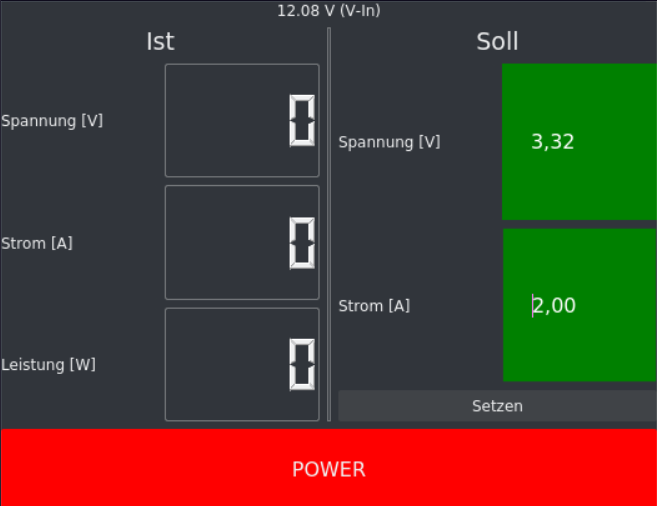 12.08 V (V-In)
Ist
Spannung [V]
0
Strom [A]
0
Leistung [W]
0
Soll
Spannung [V]
3,32
Strom [A]
2,00
Setzen
POWER